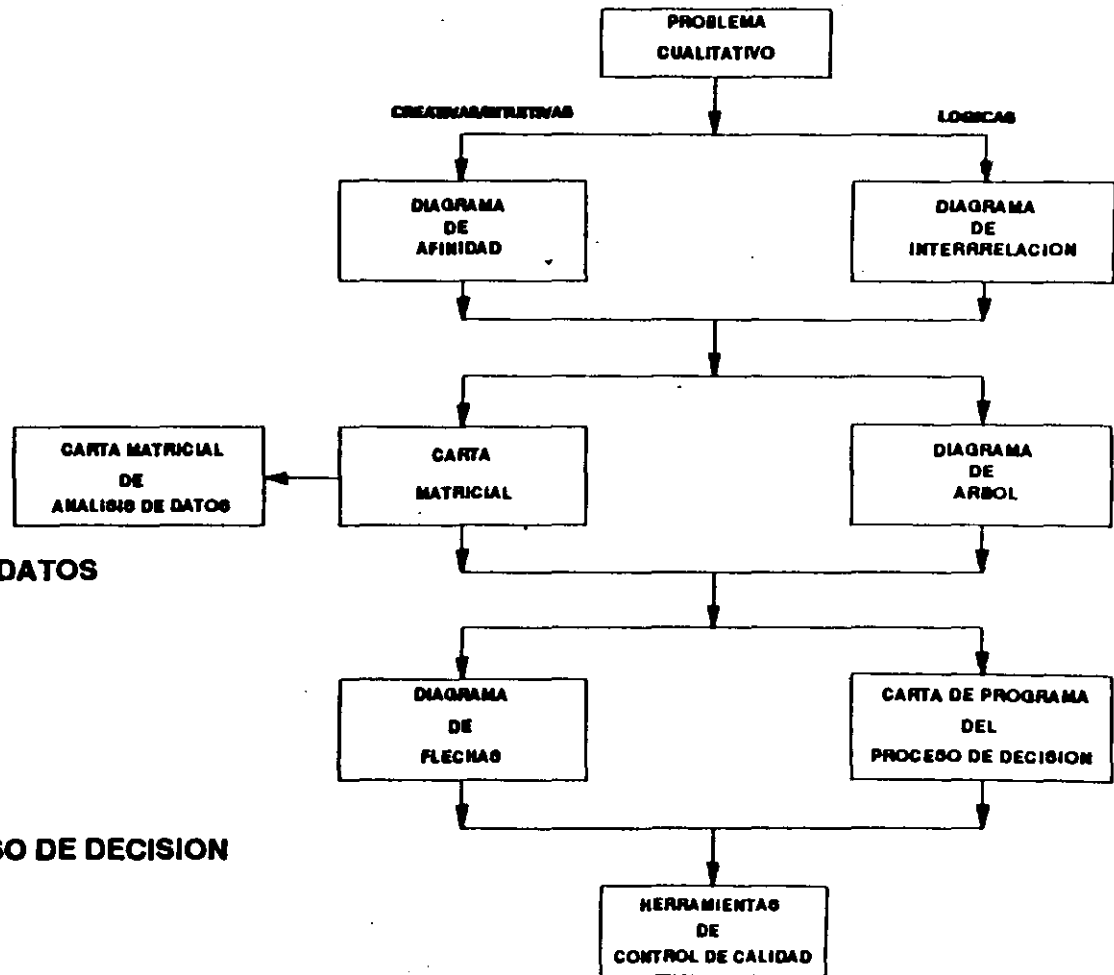 PROBLEMA
CUALITATIVO
CREATIVAS/INTUITIVAS
LOGICAS
DIAGRAMA
DE
AFINIDAD
DIAGRAMA
DE
INTERRRELACION
CARTA MATRICIAL
DE
ANALISIS DE DATOS
CARTA
MATRICIAL
DIAGRAMA
DE
ARBOL
DATOS
DIAGRAMA
DE
FLECHAS
CARTA DE PROGRAMA
DEL
PROCESO DE DECISION
SO DE DECISION
HERRAMIENTAS
DE
CONTROL DE CALIDAD